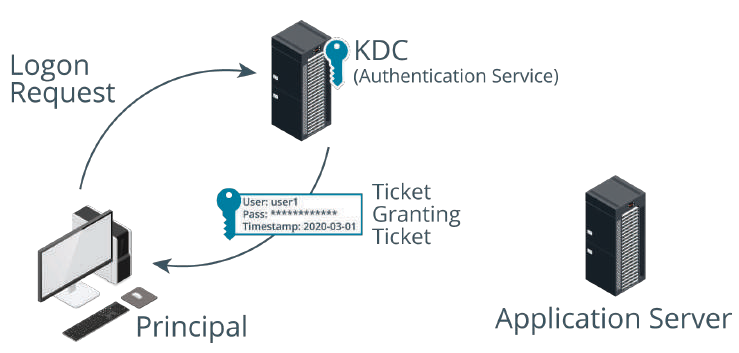 KDC
(Authentication Service)
Logon
Request
User: user1
Pass: ************
Timestamp: 2020-03-01
Ticket
Granting
Ticket
Principal
Application Server